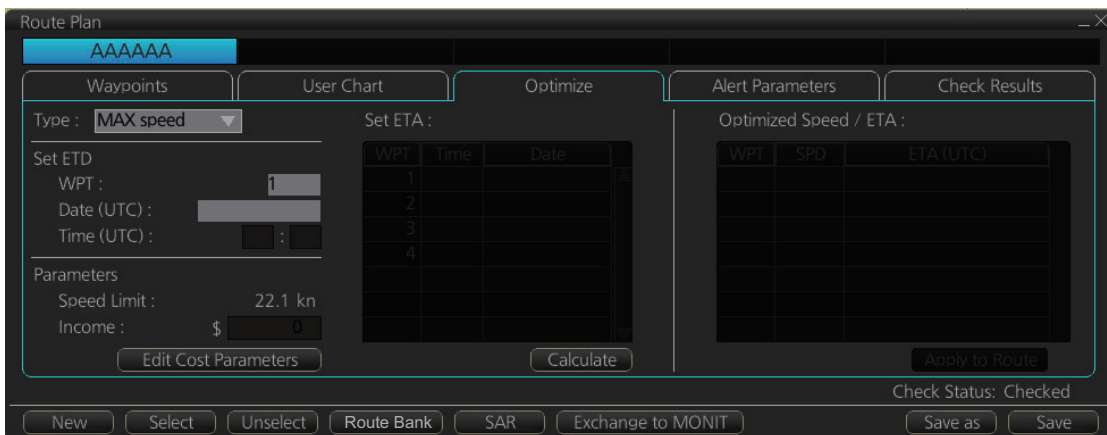 Route Plan
AAAAAA
Waypoints User Chart Optimize Alert Parameters Check Results
Type : MAX speed Set ETA : Optimized Speed / ETA :
WPT Time Date WPT SPD ETA (UTC)
Set ETD
WPT : 1 1
Date (UTC) : 2
Time (UTC) : : 3
4
Parameters
Speed Limit : 22.1 kn
Income : $ 0
Edit Cost Parameters Calculate Apply to Route
Check Status: Checked
New Select Unselect Route Bank SAR Exchange to MONIT Save as Save